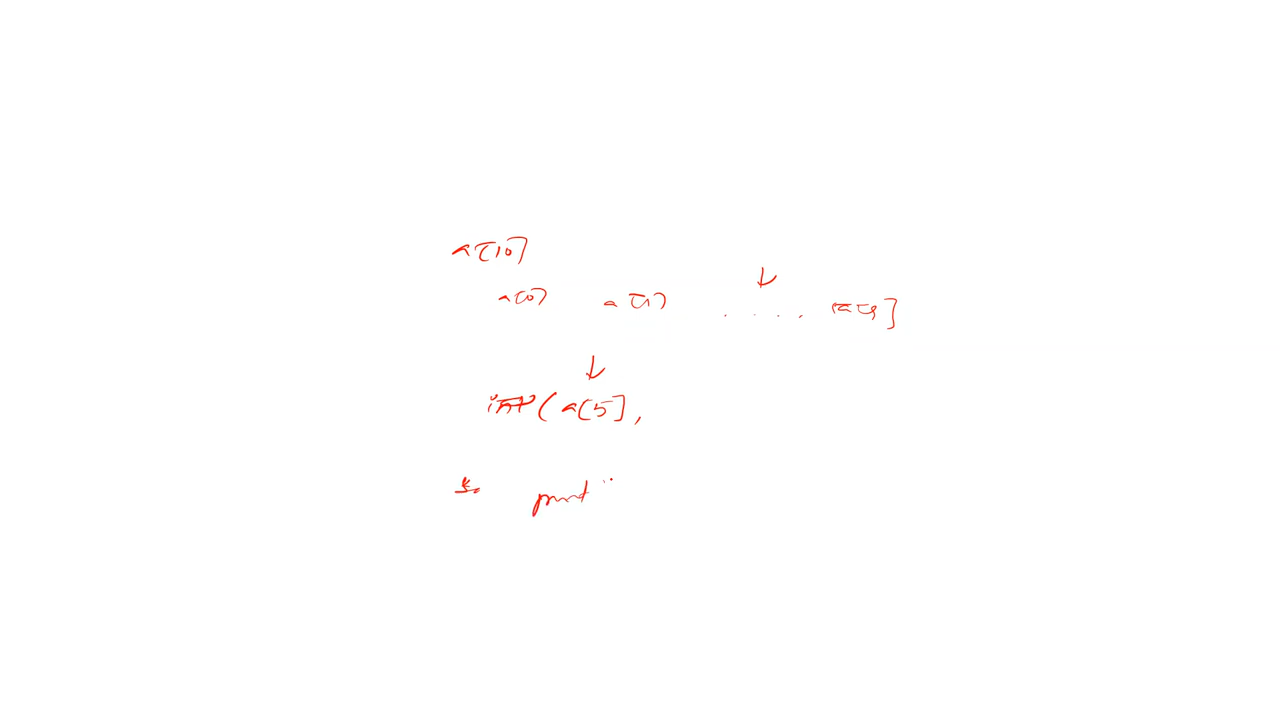 a[10]
a[0] a[1] .... a[9]
int(a[5],
* print "